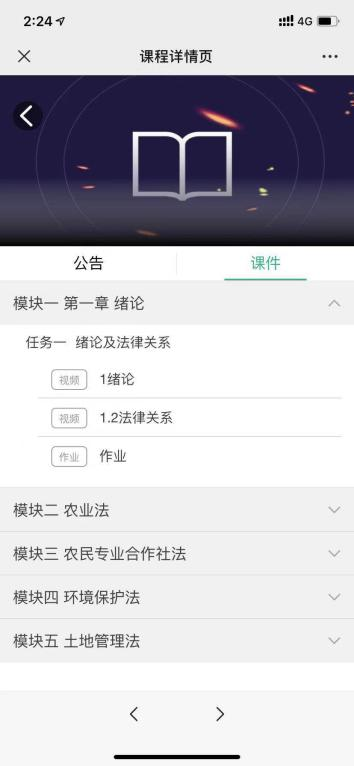 2:24
4G
课程详情页
公告
课件
模块一 第一章 绪论
任务一 绪论及法律关系
视频 1绪论
视频 1.2法律关系
作业 作业
模块二 农业法
模块三 农民专业合作社法
模块四 环境保护法
模块五 土地管理法